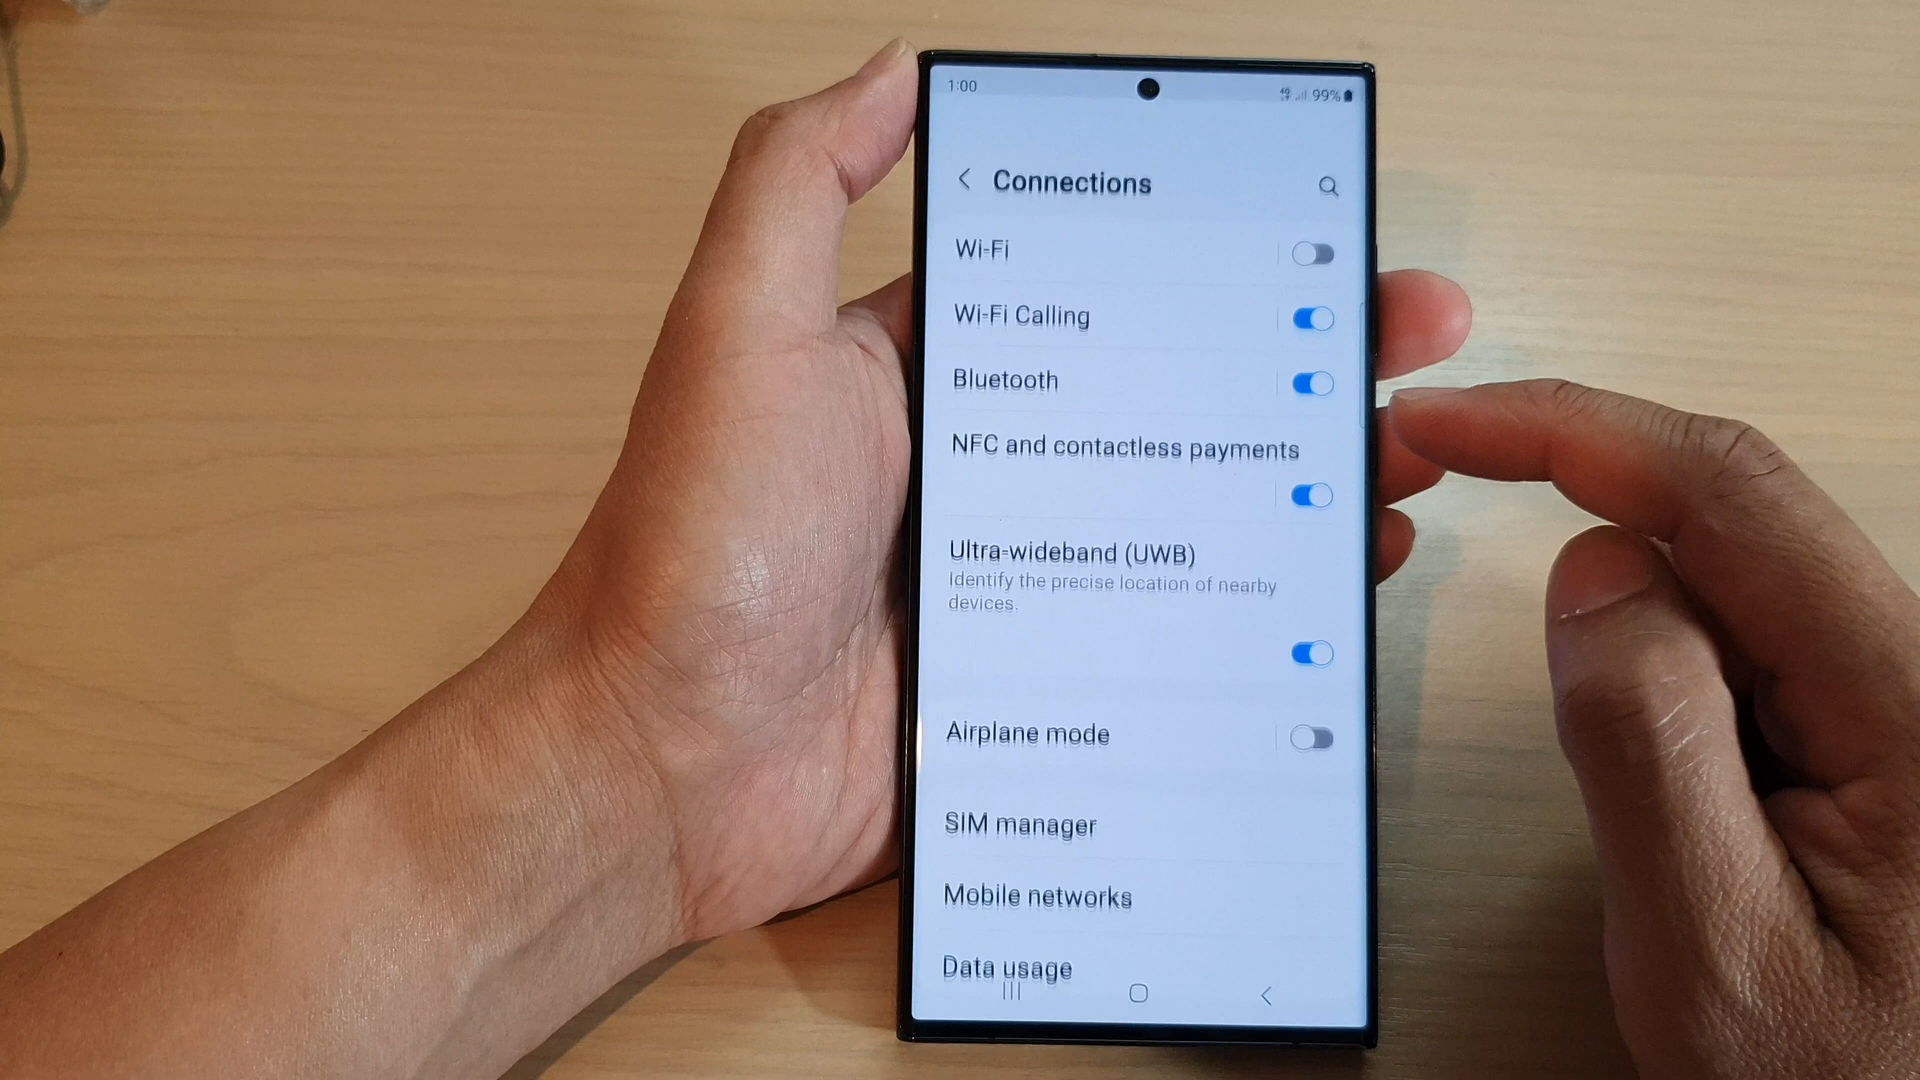 1:00
4G 99%
Connections
Wi-Fi
Wi-Fi Calling
Bluetooth
NFC and contactless payments
Ultra-wideband (UWB)
Identify the precise location of nearby
devices.
Airplane mode
SIM manager
Mobile networks
Data usage